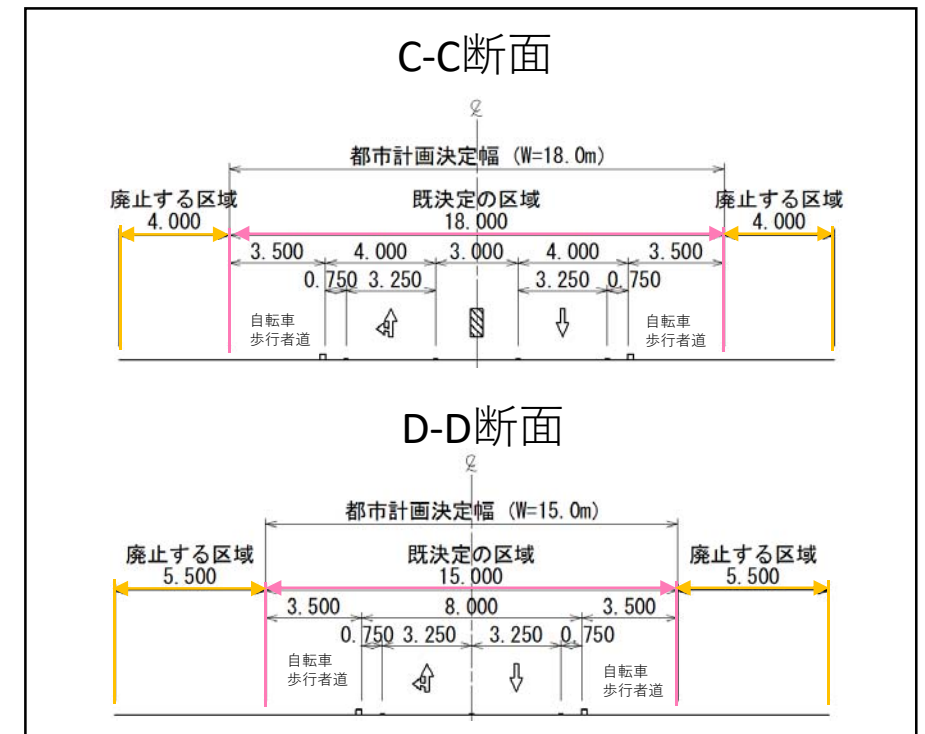 C-C断面
℄
都市計画決定幅 (W=18.0m)
廃止する区域 既決定の区域 廃止する区域
4.000 18.000 4.000
3.500 4.000 3.000 4.000 3.500
0.750 3.250 3.250 0.750
自転車 自転車
歩行者道 歩行者道
D-D断面
℄
都市計画決定幅 (W=15.0m)
廃止する区域 既決定の区域 廃止する区域
5.500 15.000 5.500
3.500 8.000 3.500
0.750 3.250 3.250 0.750
自転車 自転車
歩行者道 歩行者道